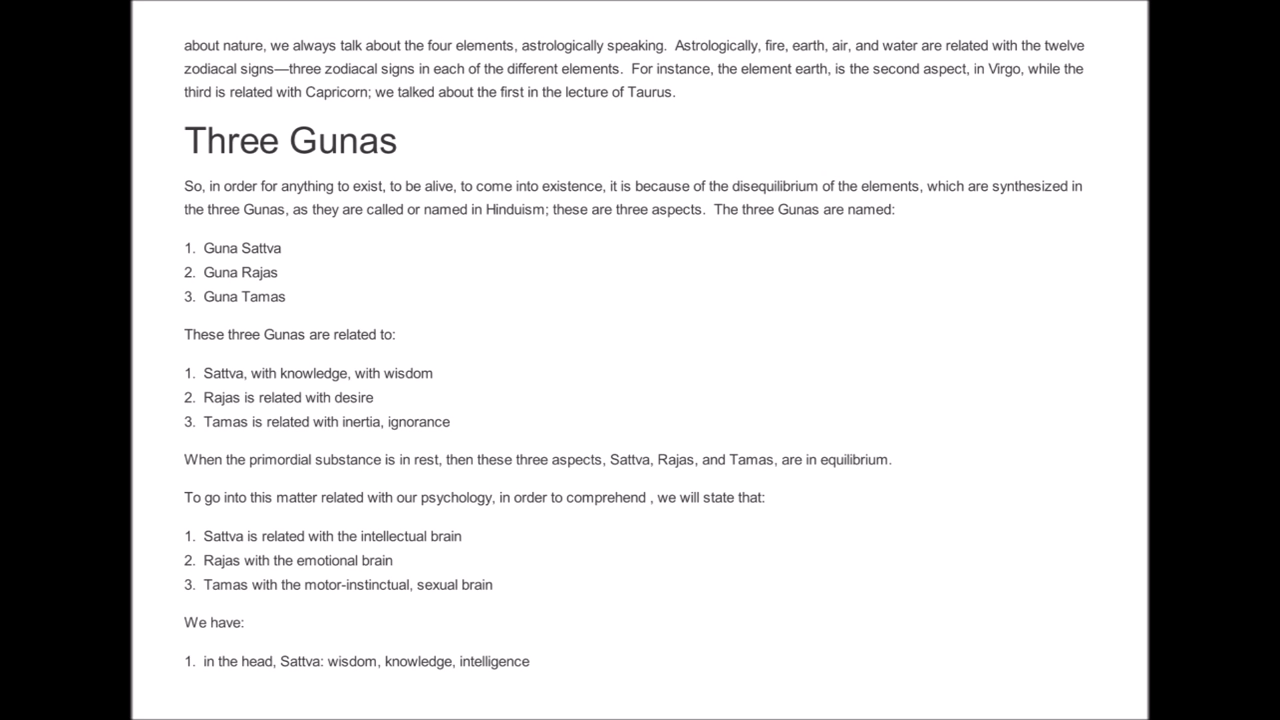 about nature, we always talk about the four elements, astrologically speaking.  Astrologically, fire, earth, air, and water are related with the twelve
zodiacal signs—three zodiacal signs in each of the different elements.  For instance, the element earth, is the second aspect, in Virgo, while the
third is related with Capricorn; we talked about the first in the lecture of Taurus.
Three Gunas
So, in order for anything to exist, to be alive, to come into existence, it is because of the disequilibrium of the elements, which are synthesized in
the three Gunas, as they are called or named in Hinduism; these are three aspects.  The three Gunas are named:
1.  Guna Sattva
2.  Guna Rajas
3.  Guna Tamas
These three Gunas are related to:
1.  Sattva, with knowledge, with wisdom
2.  Rajas is related with desire
3.  Tamas is related with inertia, ignorance
When the primordial substance is in rest, then these three aspects, Sattva, Rajas, and Tamas, are in equilibrium.
To go into this matter related with our psychology, in order to comprehend , we will state that:
1.  Sattva is related with the intellectual brain
2.  Rajas with the emotional brain
3.  Tamas with the motor-instinctual, sexual brain
We have:
1.  in the head, Sattva: wisdom, knowledge, intelligence